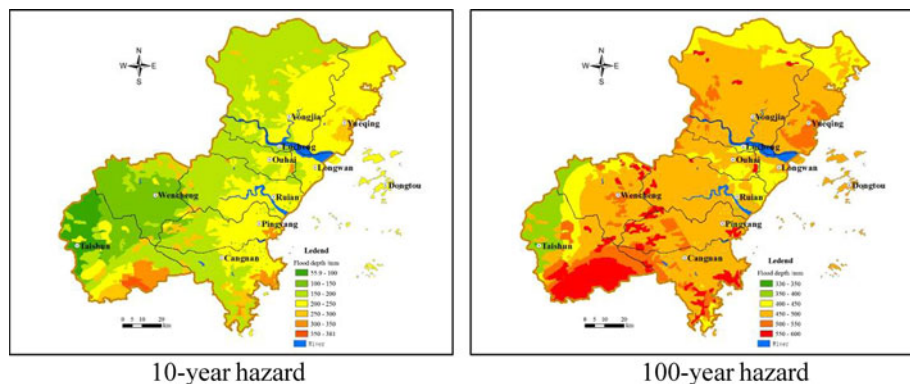 N
W E
S
Yongjia
Yueqing
Lucheng
Ouhai
Longwan
Dongtou
Wencheng
Ruian
Pingyang
Taishun
Cangnan
Ledend
Flood depth /mm
55.9 - 100
100 - 150
150 - 200
200 - 250
250 - 300
300 - 350
350 - 361
River
0 5 10 20
km
10-year hazard
N
W E
S
Yongjia
Yueqing
Lucheng
Ouhai
Longwan
Dongtou
Wencheng
Ruian
Pingyang
Taishun
Cangnan
Ledend
Flood depth /mm
350 - 400
400 - 450
450 - 500
500 - 550
550 - 600
River
0 5 10 20
km
100-year hazard